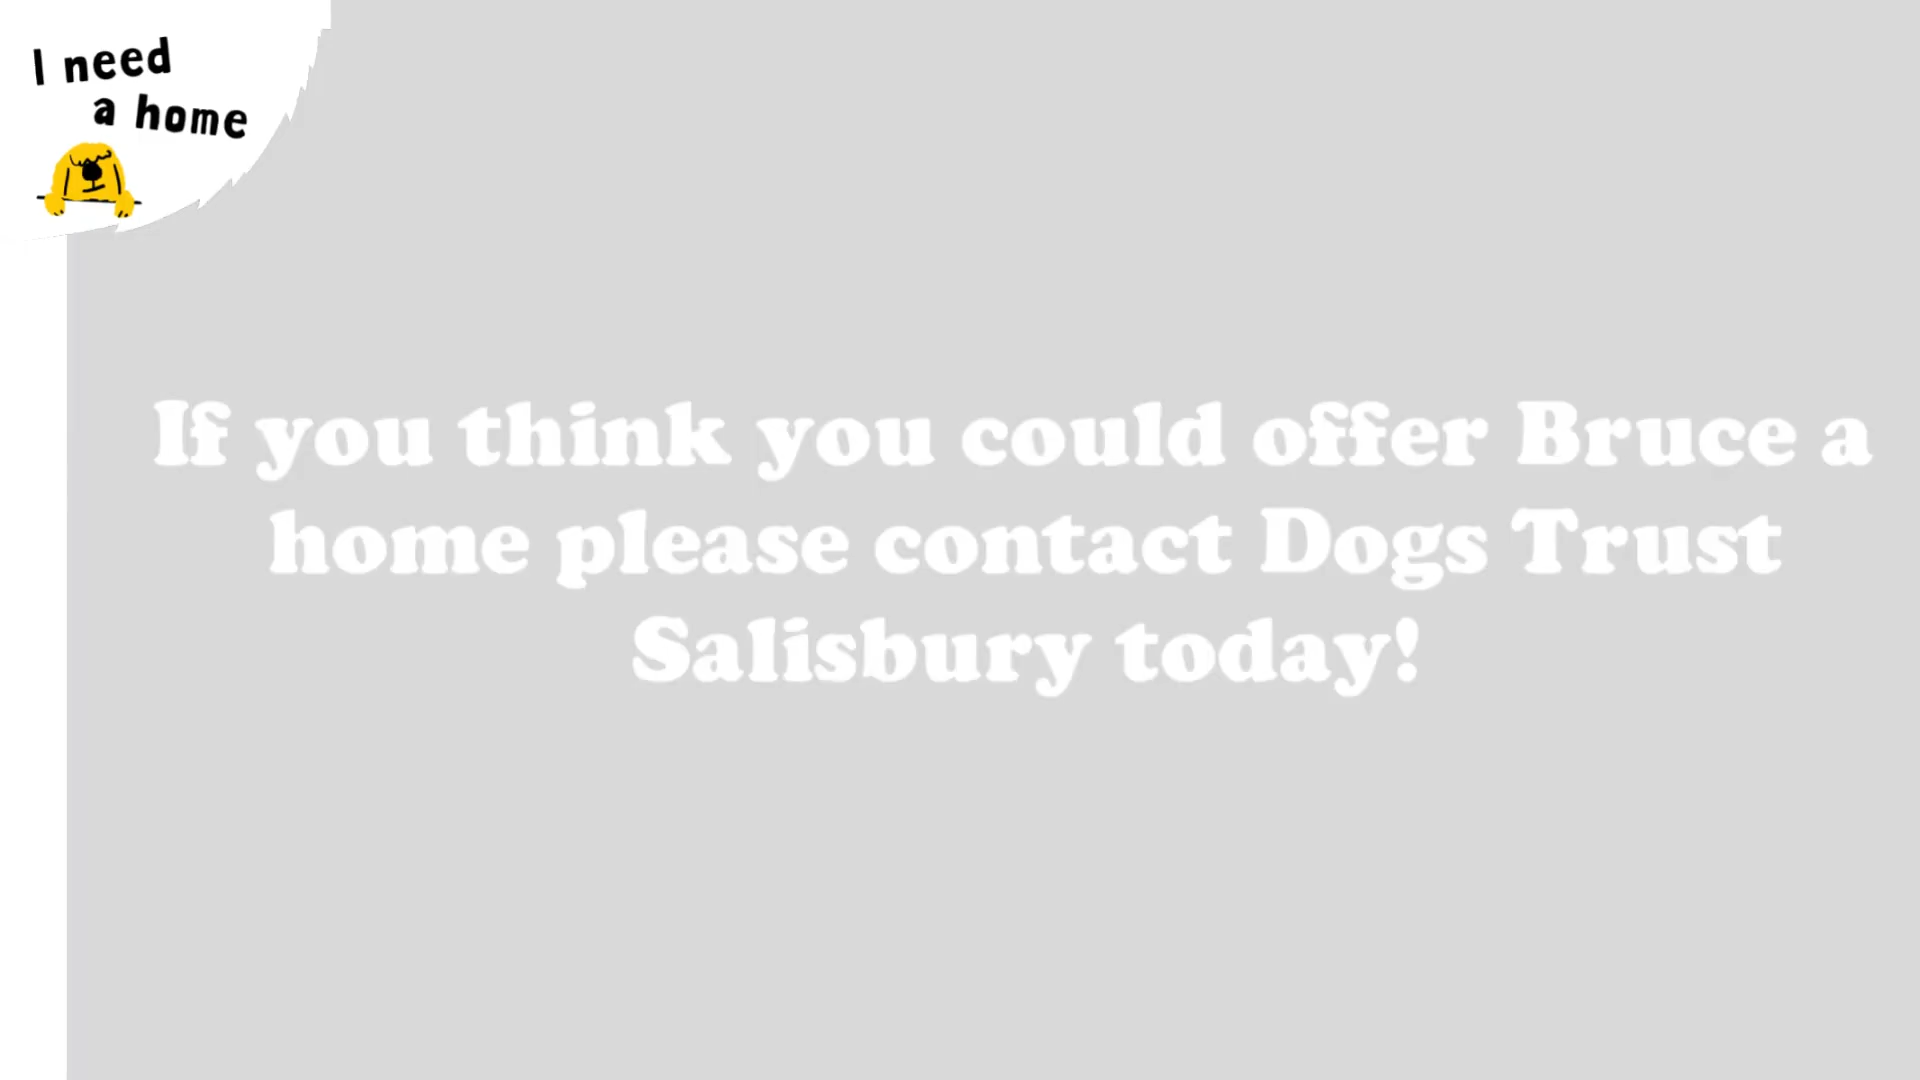 I need
a home
If you think you could offer Bruce a
home please contact Dogs Trust
Salisbury today!